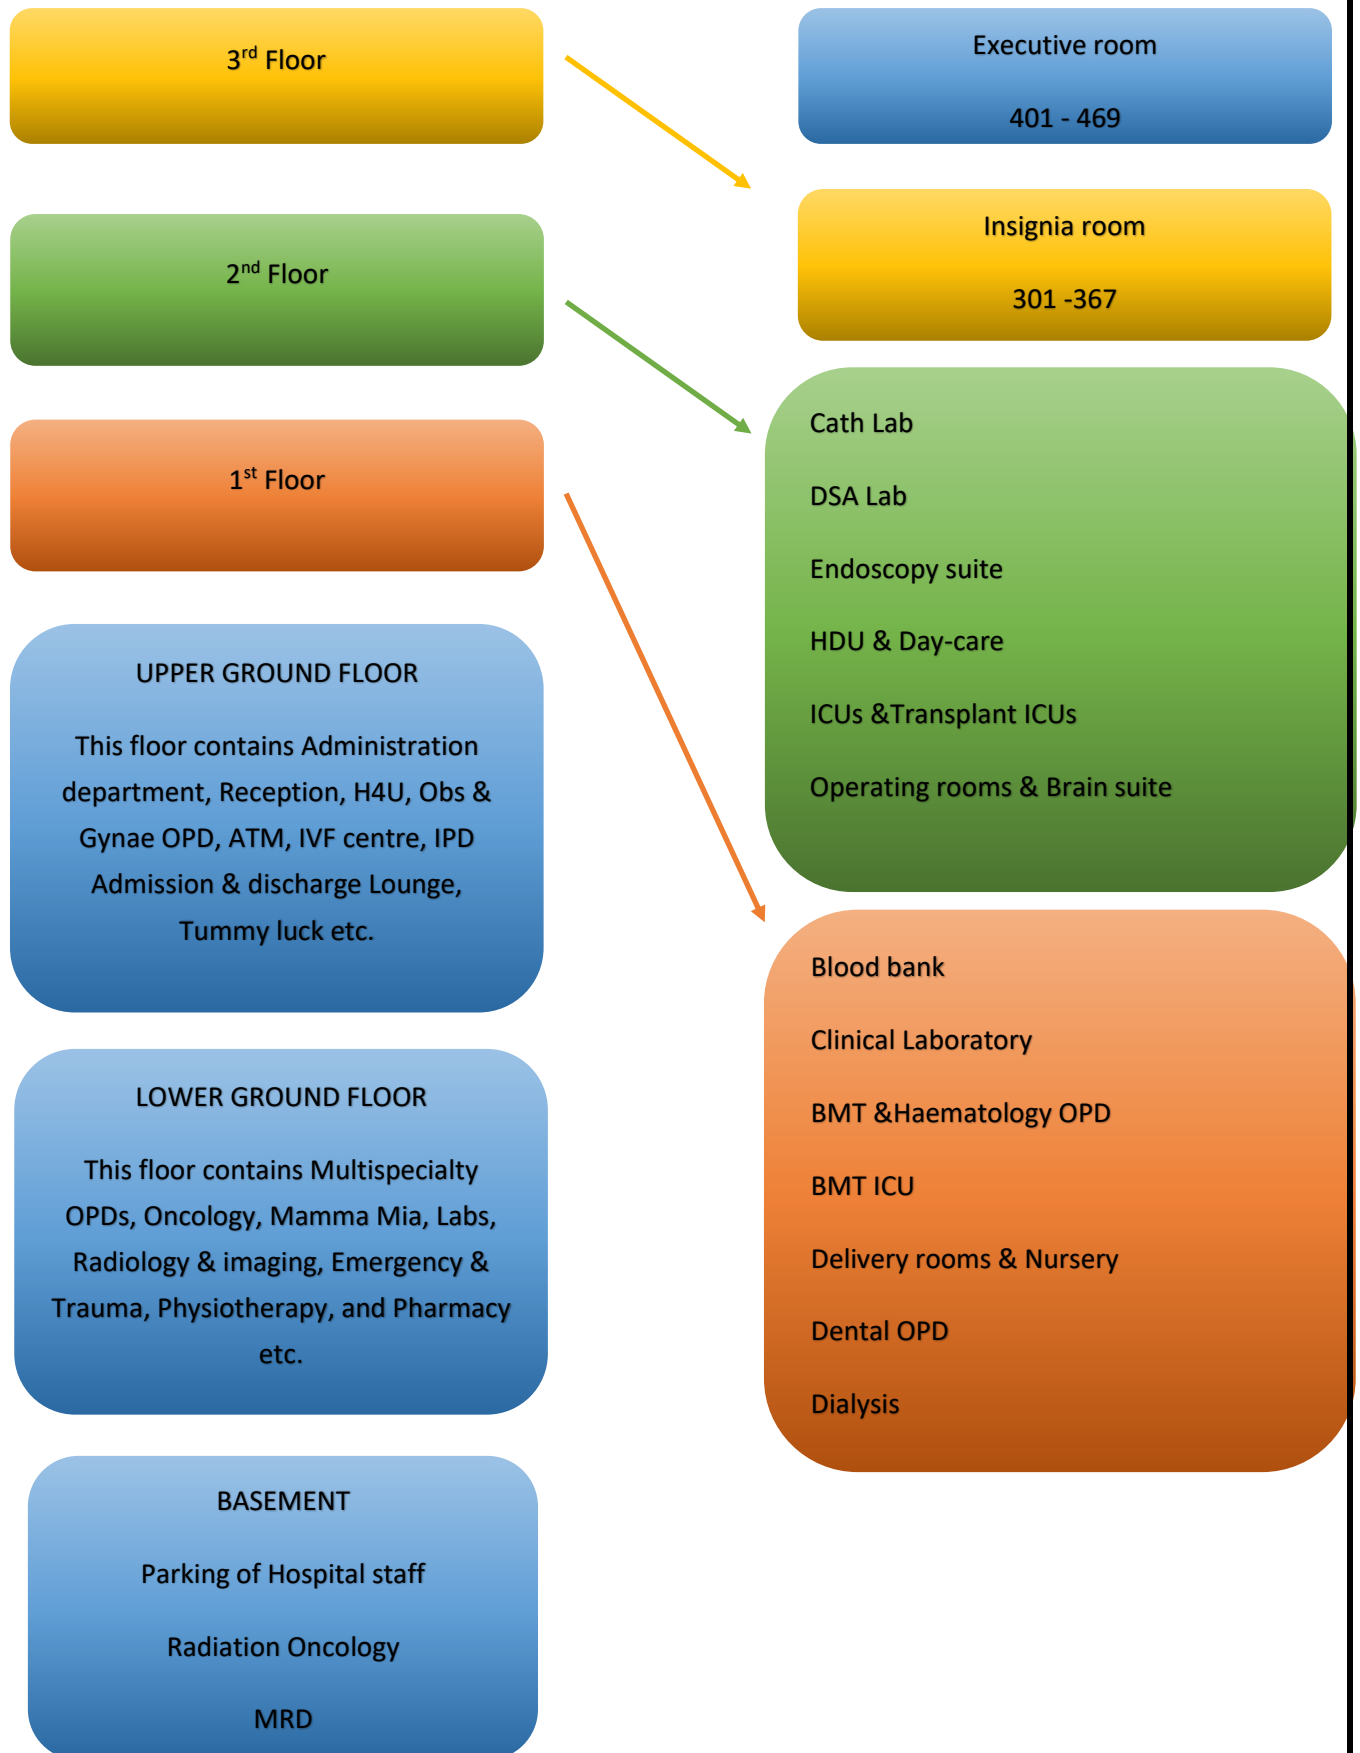 3rd Floor
2nd Floor
1st Floor
UPPER GROUND FLOOR
This floor contains Administration
department, Reception, H4U, Obs &
Gynae OPD, ATM, IVF centre, IPD
Admission & discharge Lounge,
Tummy luck etc.
LOWER GROUND FLOOR
This floor contains Multispecialty
OPDs, Oncology, Mamma Mia, Labs,
Radiology & imaging, Emergency &
Trauma, Physiotherapy, and Pharmacy
etc.
BASEMENT
Parking of Hospital staff
Radiation Oncology
MRD
Executive room
401 - 469
Insignia room
301 -367
Cath Lab
DSA Lab
Endoscopy suite
HDU & Day-care
ICUs &Transplant ICUs
Operating rooms & Brain suite
Blood bank
Clinical Laboratory
BMT &Haematology OPD
BMT ICU
Delivery rooms & Nursery
Dental OPD
Dialysis